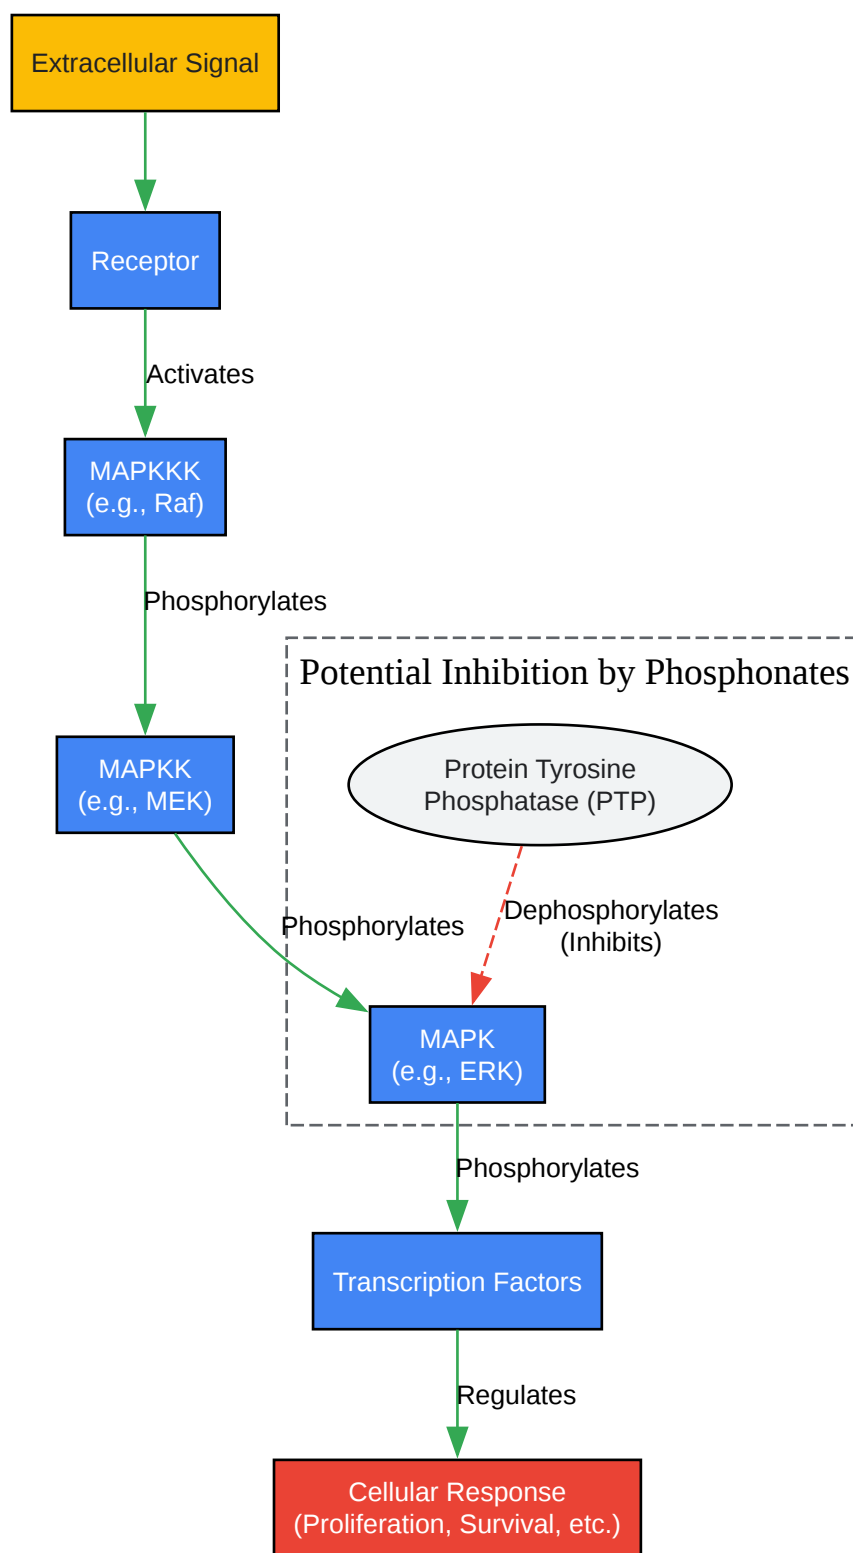 Extracellular Signal
Receptor
Activates
MAPKKK
(e.g., Raf)
Phosphorylates
Potential Inhibition by Phosphonates
MAPKK
(e.g., MEK)
Protein Tyrosine
Phosphatase (PTP)
Phosphorylates
Dephosphorylates
(Inhibits)
MAPK
(e.g., ERK)
Phosphorylates
Transcription Factors
Regulates
Cellular Response
(Proliferation, Survival, etc.)